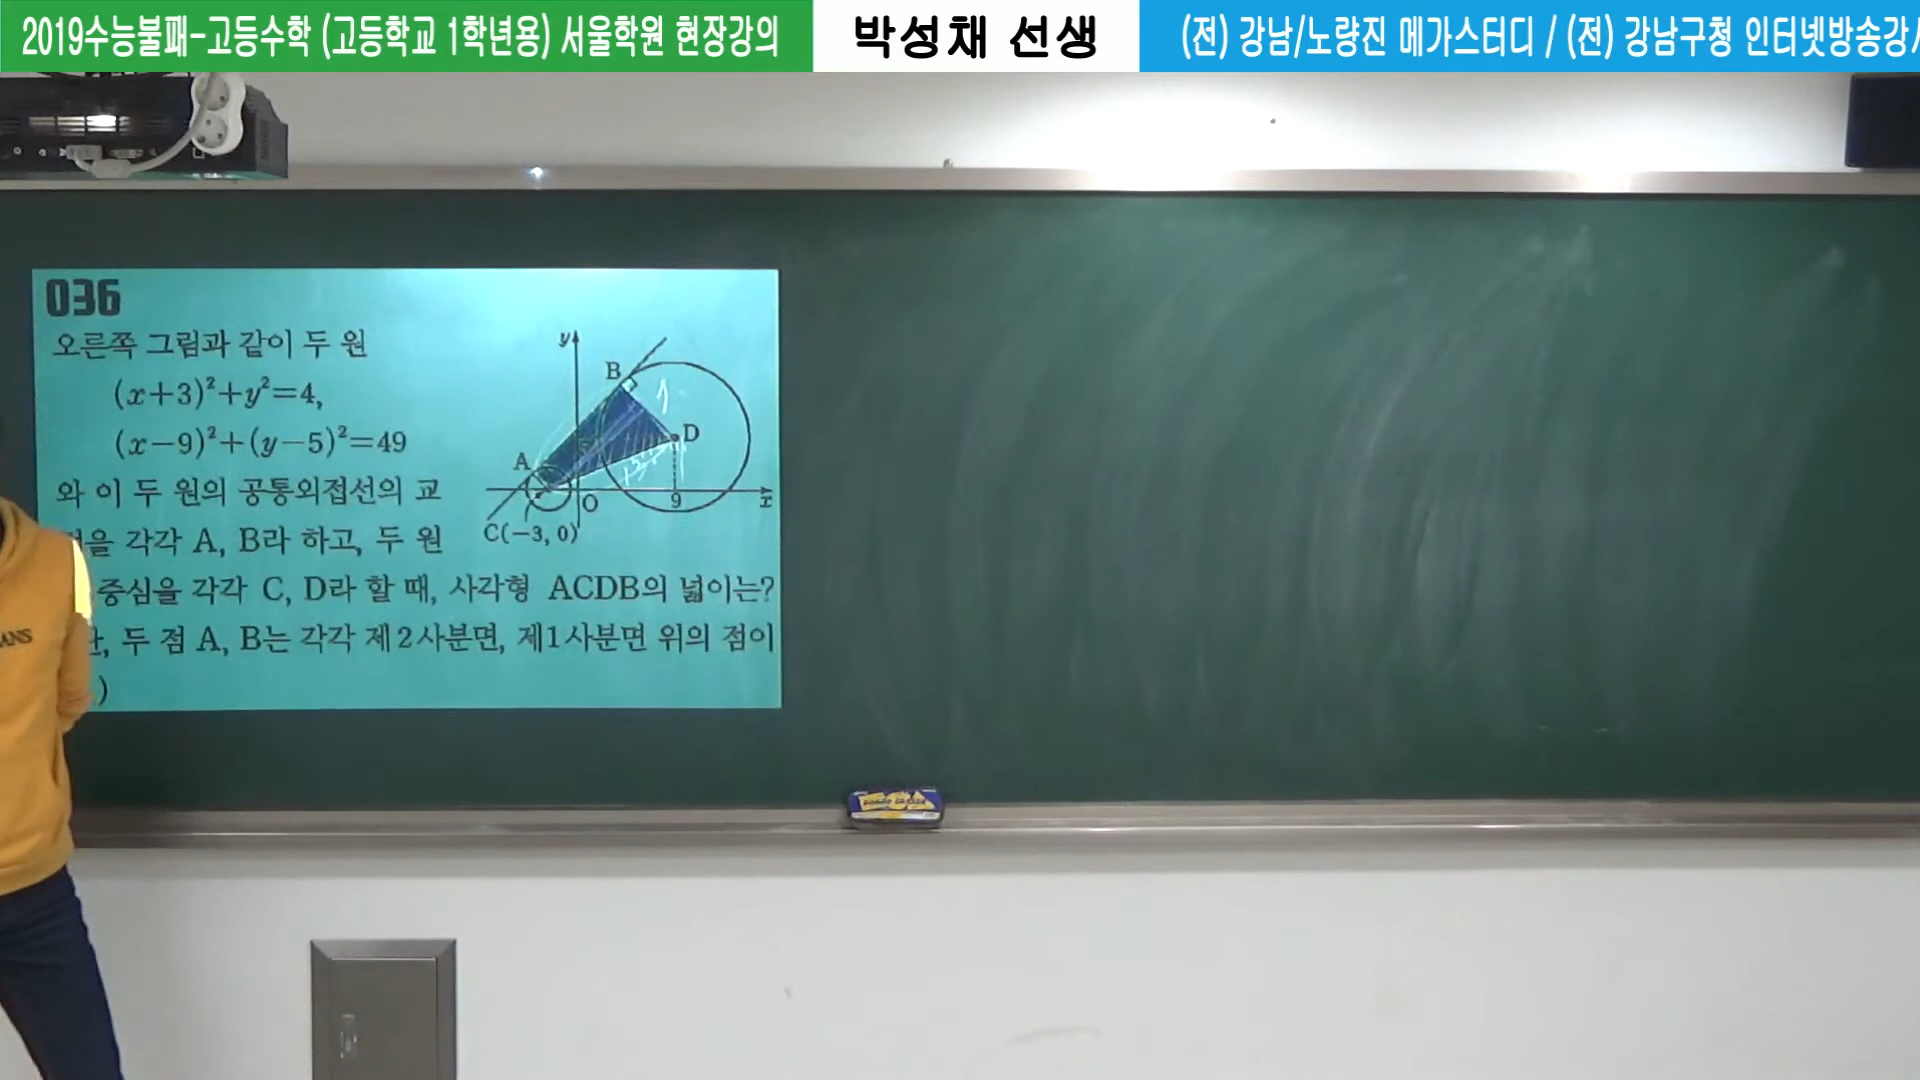 2019수능불패-고등수학 (고등학교 1학년용) 서울학원 현장강의
박성채 선생
(전) 강남/노량진 메가스터디 / (전) 강남구청 인터넷방송강사
036
오른쪽 그림과 같이 두 원
(x+3)²+y²=4,
(x-9)²+(y-5)²=49
와 이 두 원의 공통외접선의 교
을 각각 A, B라 하고, 두 원
중심을 각각 C, D라 할 때, 사각형 ACDB의 넓이는?
, 두 점 A, B는 각각 제2사분면, 제1사분면 위의 점이
)
y
B
D
A
O
9
x
C(-3, 0)
ANS